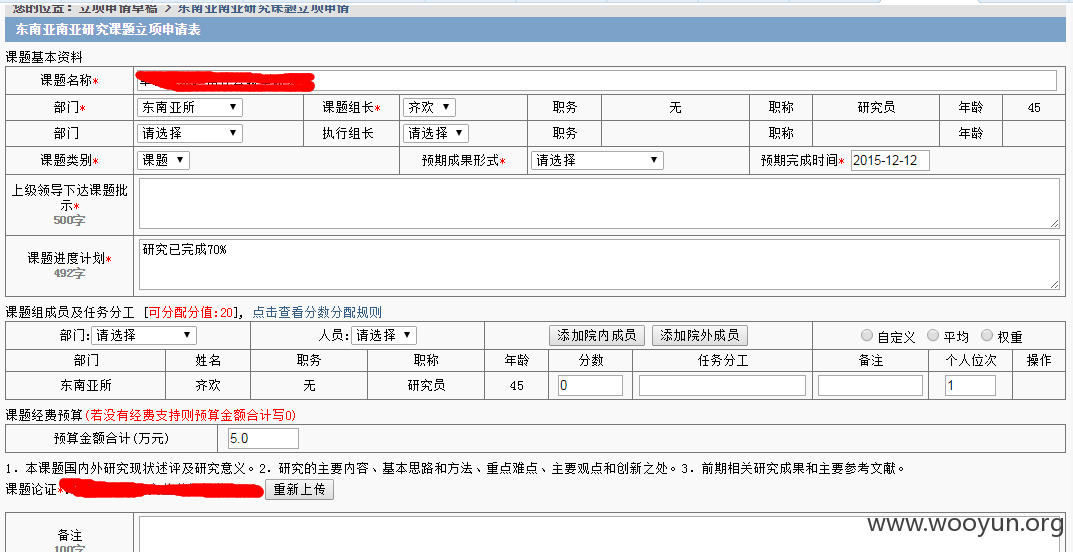 您的位置: 立项申请草稿 > 东南亚南亚研究课题立项申请
东南亚南亚研究课题立项申请表
课题基本资料
课题名称*
部门* 东南亚所 课题组长* 齐欢 职务 无 职称 研究员 年龄 45
部门 请选择 执行组长 请选择 职务 职称 年龄
课题类别* 课题 预期成果形式* 请选择 预期完成时间* 2015-12-12
上级领导下达课题批
示*
500字
课题进度计划* 研究已完成70%
492字
课题组成员及任务分工 [可分配分值:20], 点击查看分数分配规则
部门: 请选择 人员: 请选择 添加院内成员 添加院外成员 自定义 平均 权重
部门 姓名 职务 职称 年龄 分数 任务分工 备注 个人位次 操作
东南亚所 齐欢 无 研究员 45 0 1
课题经费预算(若没有经费支持则预算金额合计写0)
预算金额合计(万元) 5.0
1. 本课题国内外研究现状述评及研究意义。2. 研究的主要内容、基本思路和方法、重点难点、主要观点和创新之处。3. 前期相关研究成果和主要参考文献。
课题论证* 重新上传
备注
100字
www.wooyun.org